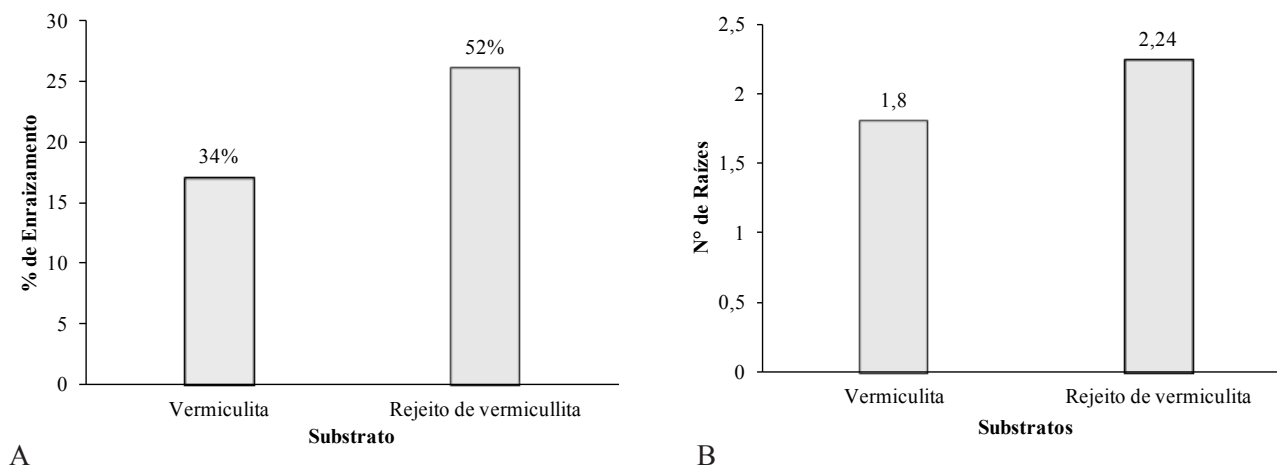 % de Enraizamento
30
25
20
15
10
5
0
34%
52%
Vermiculita
Rejeito de vermicullita
Substrato
A
N° de Raízes
2,5
2
1,5
1
0,5
0
1,8
2,24
Vermiculita
Rejeito de vermiculita
Substratos
B